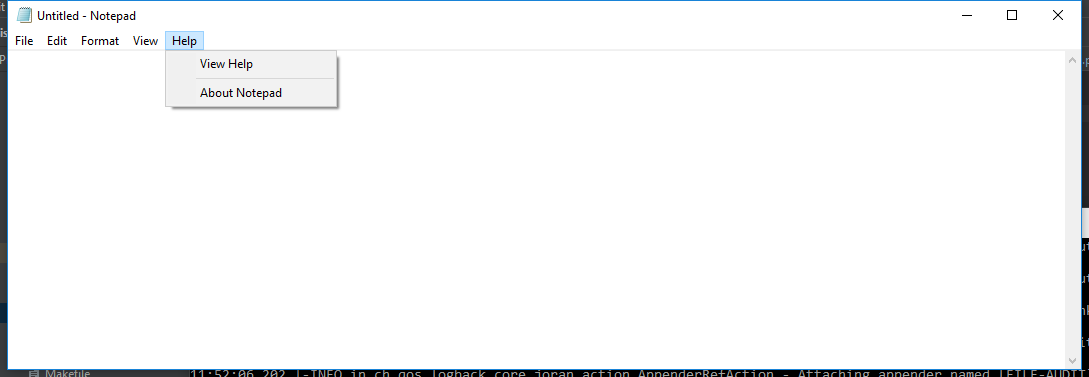 Untitled - Notepad
File Edit Format View Help
View Help
About Notepad
Makefile
11:52:06,202 |-INFO in ch.qos.logback.core.joran.action.AppenderRefAction - Attaching appender named [FILE-AUDIT